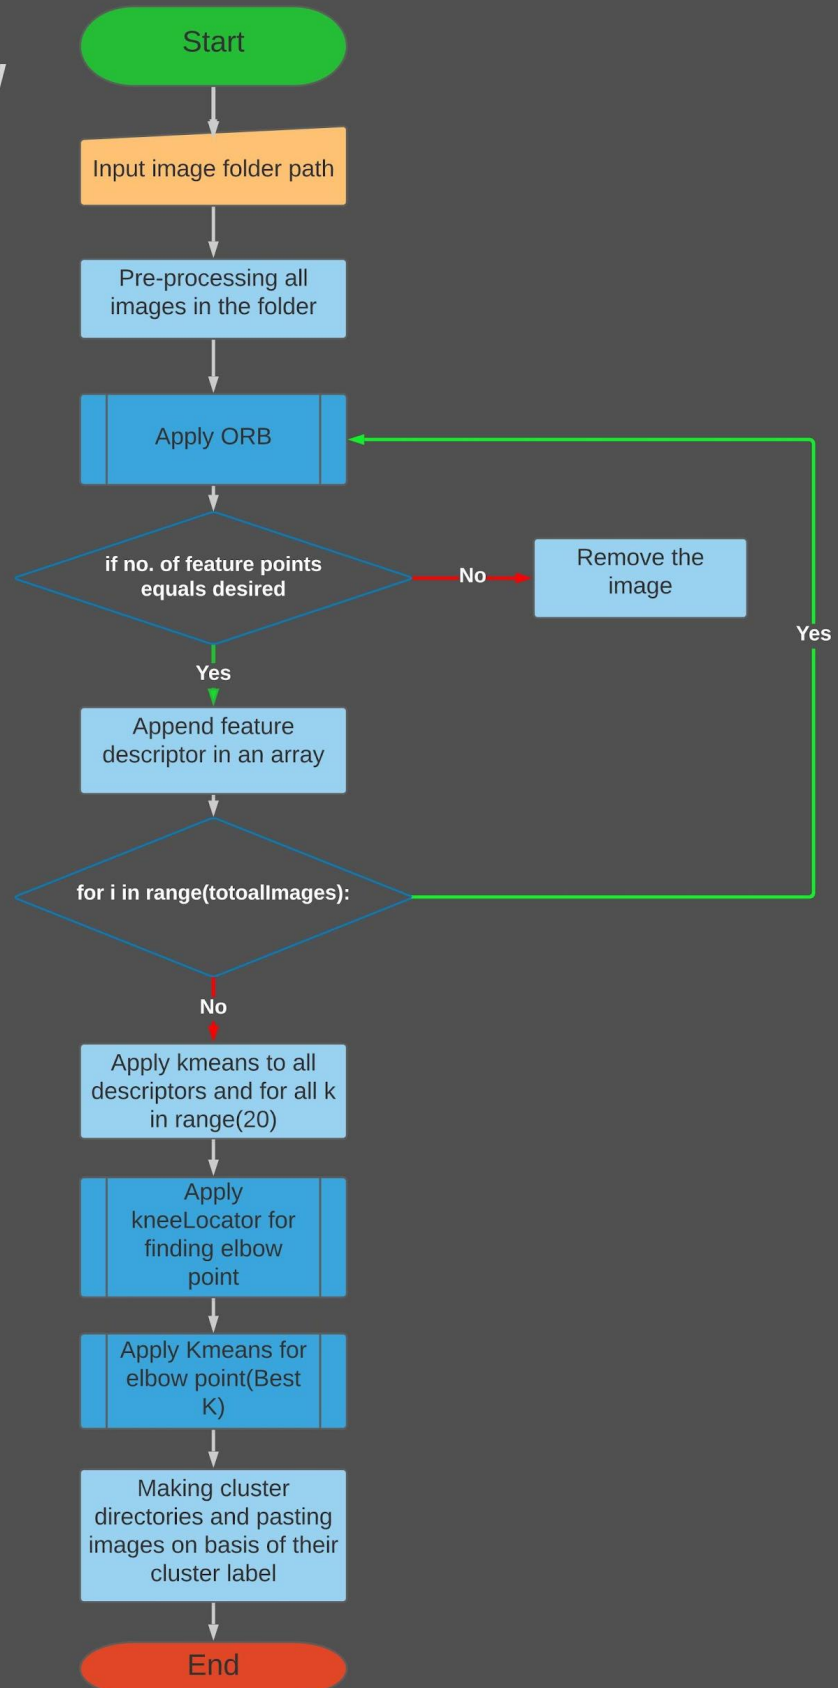 Start
Input image folder path
Pre-processing all
images in the folder
Apply ORB
if no. of feature points
equals desired
No
Remove the
image
Yes
Yes
Append feature
descriptor in an array
for i in range(totoalImages):
No
Apply kmeans to all
descriptors and for all k
in range(20)
Apply
kneeLocator for
finding elbow
point
Apply Kmeans for
elbow point(Best
K)
Making cluster
directories and pasting
images on basis of their
cluster label
End